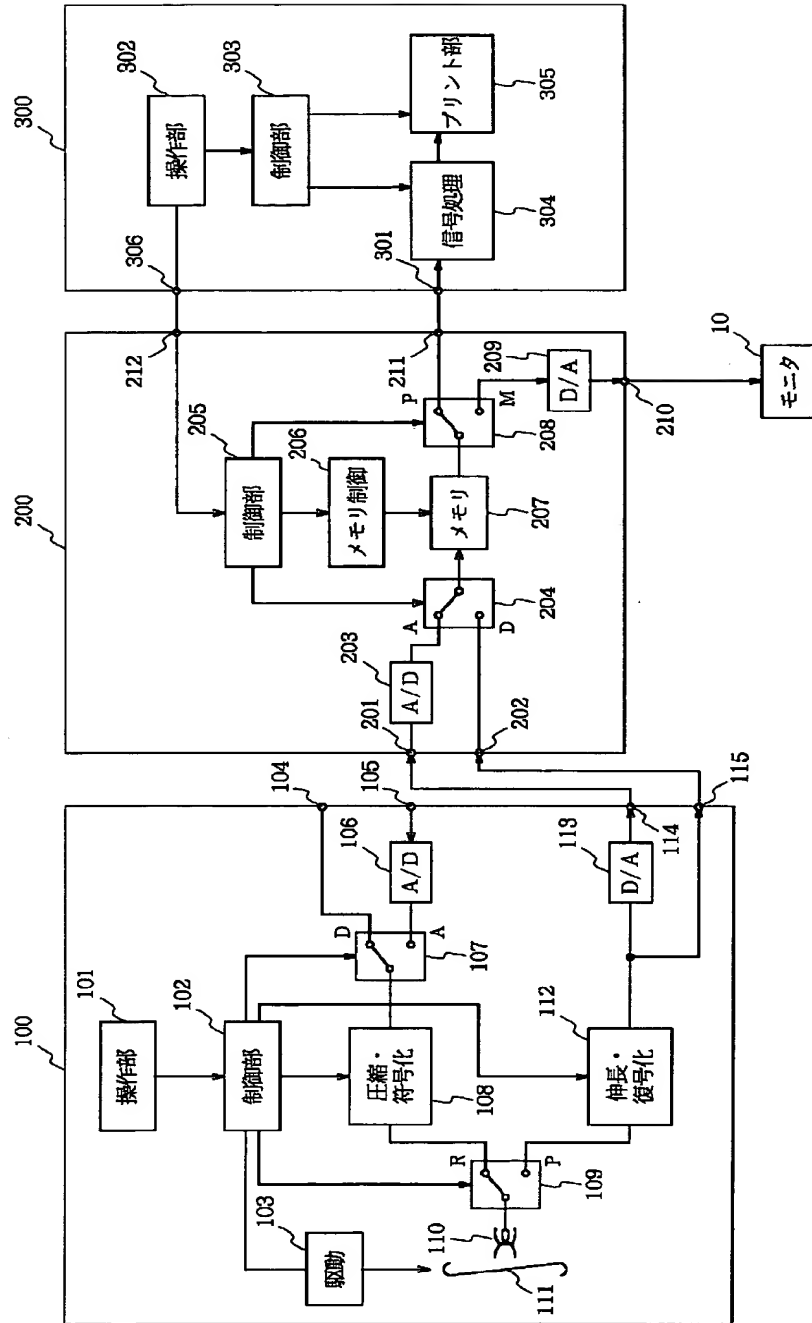 100
101
操作部
102
制御部
103
駆動
104
105
106
A/D
D
A
107
圧縮・
符号化
108
R
P
109
110
111
112
伸長・
復号化
113
D/A
114
115
200
201
202
203
A/D
A
D
204
205
制御部
206
メモリ制御
メモリ
207
P
M
208
209
D/A
210
211
212
10
モニタ
300
301
302
操作部
303
制御部
信号処理
304
プリント部
305
306